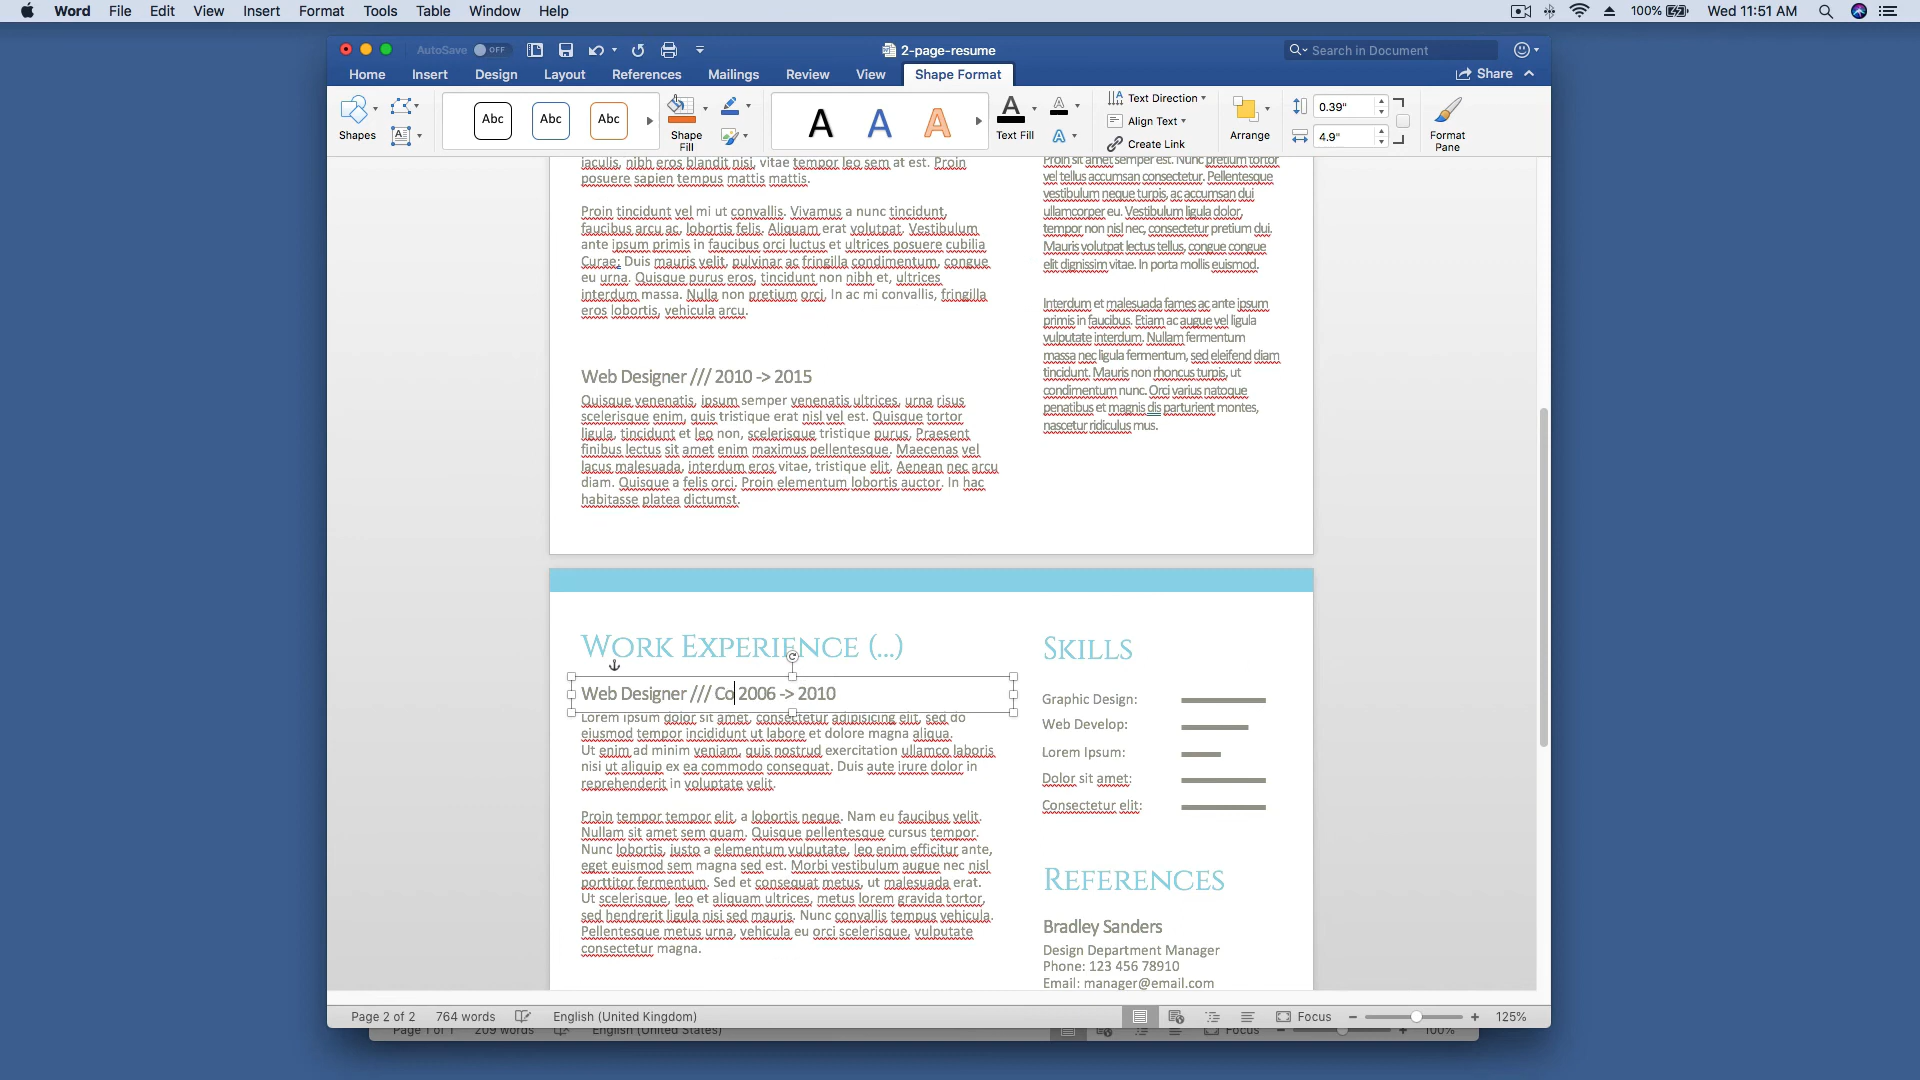 Word File Edit View Insert Format Tools Table Window Help
100% Wed 11:51 AM
AutoSave OFF
2-page-resume
Search in Document
Home Insert Design Layout References Mailings Review View Shape Format
Share
Shapes
Abc Abc Abc
Shape Fill
A A A
A Text Fill
A
A
Text Direction
Align Text
Create Link
Arrange
0.39"
4.9"
Format Pane
iaculis, nibh eros blandit nisi, vitae tempor leo sem at est. Proin
posuere sapien tempus mattis mattis.
Proin tincidunt vel mi ut convallis. Vivamus a nunc tincidunt,
faucibus arcu ac, lobortis felis. Aliquam erat volutpat. Vestibulum
ante ipsum primis in faucibus orci luctus et ultrices posuere cubilia
Curae; Duis mauris velit, pulvinar ac fringilla condimentum, congue
eu urna. Quisque purus eros, tincidunt non nibh et, ultrices
interdum massa. Nulla non pretium orci. In ac mi convallis, fringilla
eros lobortis, vehicula arcu.
Web Designer /// 2010 -> 2015
Quisque venenatis, ipsum semper venenatis ultrices, urna risus
scelerisque enim, quis tristique erat nisl vel est. Quisque tortor
ligula, tincidunt et leo non, scelerisque tristique purus. Praesent
finibus lectus sit amet enim maximus pellentesque. Maecenas vel
lacus malesuada, interdum eros vitae, tristique elit. Aenean nec arcu
diam. Quisque a felis orci. Proin elementum lobortis auctor. In hac
habitasse platea dictumst.
Proin sit amet semper est. Nunc pretium tortor
vel tellus accumsan consectetur. Pellentesque
vestibulum neque turpis, ac accumsan dui
ullamcorper eu. Vestibulum ligula dolor,
tempor non nisl nec, consectetur pretium dui.
Mauris volutpat lectus tellus, congue congue
elit dignissim vitae. In porta mollis euismod.
Interdum et malesuada fames ac ante ipsum
primis in faucibus. Etiam ac augue vel ligula
vulputate interdum. Nullam fermentum
massa nec ligula fermentum, sed eleifend diam
tincidunt. Mauris non rhoncus turpis, ut
condimentum nunc. Orci varius natoque
penatibus et magnis dis parturient montes,
nascetur ridiculus mus.
Work Experience (...)
Web Designer /// Co 2006 -> 2010
Lorem ipsum dolor sit amet, consectetur adipisicing elit, sed do
eiusmod tempor incididunt ut labore et dolore magna aliqua.
Ut enim ad minim veniam, quis nostrud exercitation ullamco laboris
nisi ut aliquip ex ea commodo consequat. Duis aute irure dolor in
reprehenderit in voluptate velit.
Proin tempor tempor elit, a lobortis neque. Nam eu faucibus velit.
Nullam sit amet sem quam. Quisque pellentesque cursus tempor.
Nunc lobortis, justo a elementum vulputate, leo enim efficitur ante,
eget euismod sem magna sed est. Morbi vestibulum augue nec nisl
porttitor fermentum. Sed et consequat metus, ut malesuada erat.
Ut scelerisque, leo et aliquam ultrices, metus lorem gravida tortor,
sed hendrerit ligula nisi sed mauris. Nunc convallis tempus vehicula.
Pellentesque metus urna, vehicula eu orci scelerisque, vulputate
consectetur magna.
Skills
Graphic Design:
Web Develop:
Lorem Ipsum:
Dolor sit amet:
Consectetur elit:
References
Bradley Sanders
Design Department Manager
Phone: 123 456 78910
Email: manager@email.com
Page 2 of 2 764 words English (United Kingdom) Focus 125%
Page 1 of 1 209 words English (United States) Focus 100%